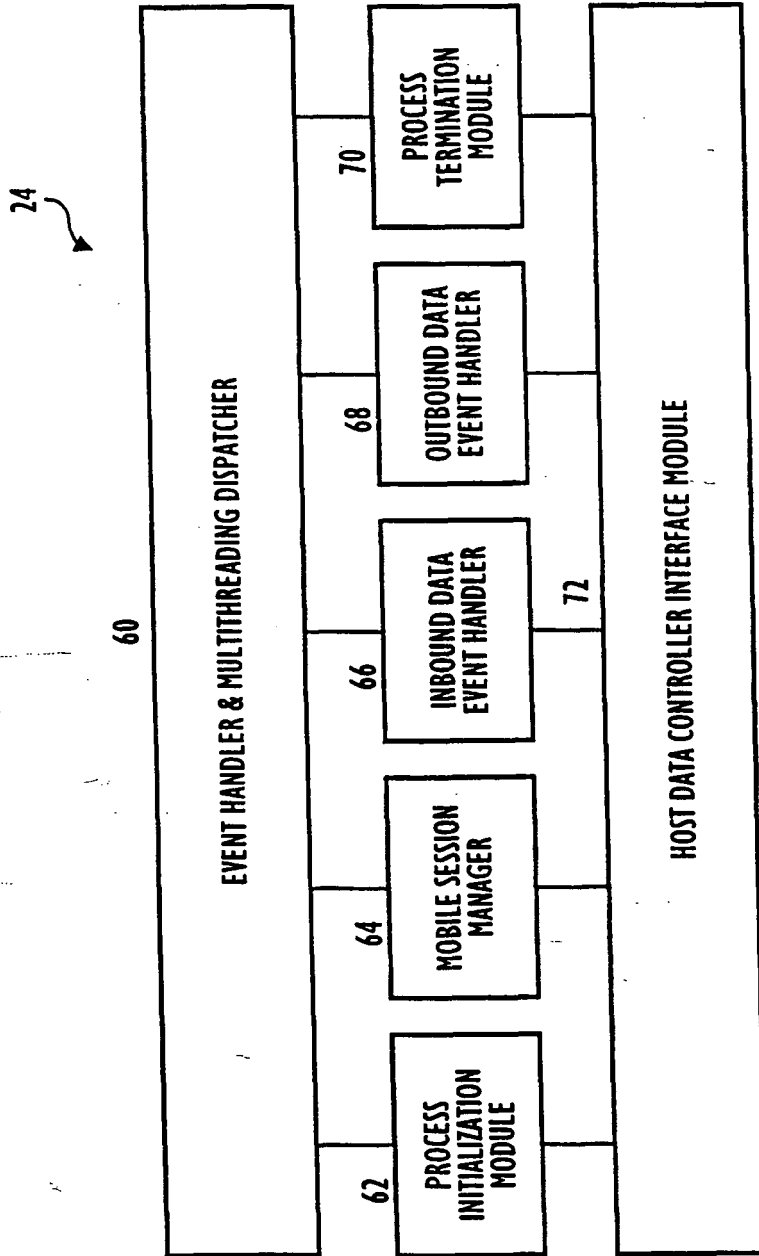 24
60
EVENT HANDLER & MULTITHREADING DISPATCHER
62
PROCESS
INITIALIZATION
MODULE
64
MOBILE SESSION
MANAGER
66
INBOUND DATA
EVENT HANDLER
68
OUTBOUND DATA
EVENT HANDLER
70
PROCESS
TERMINATION
MODULE
72
HOST DATA CONTROLLER INTERFACE MODULE